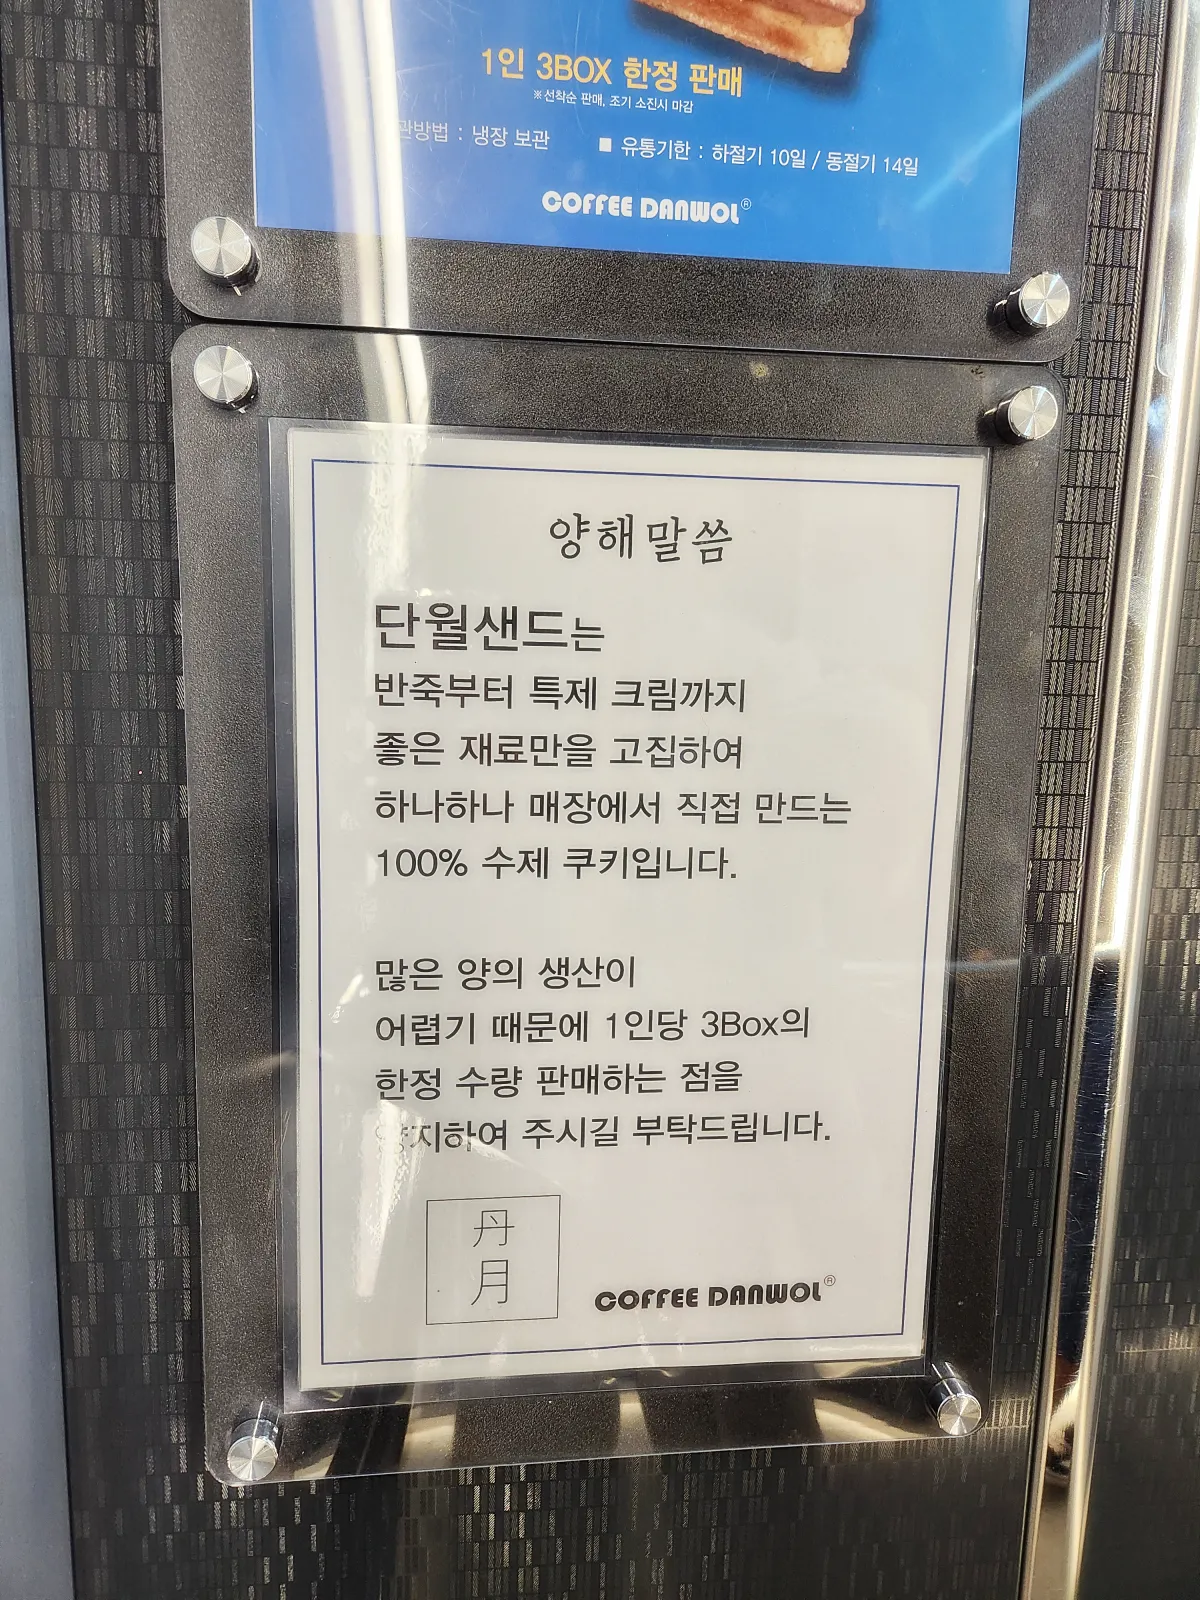 1인 3BOX 한정 판매
※선착순 판매, 조기 소진시 마감
관방법 : 냉장 보관 ■ 유통기한 : 하절기 10일 / 동절기 14일
COFFEE DANWOL®
양해말씀
단월샌드는
반죽부터 특제 크림까지
좋은 재료만을 고집하여
하나하나 매장에서 직접 만드는
100% 수제 쿠키입니다.
많은 양의 생산이
어렵기 때문에 1인당 3Box의
한정 수량 판매하는 점을
양지하여 주시길 부탁드립니다.
丹
月
COFFEE DANWOL®